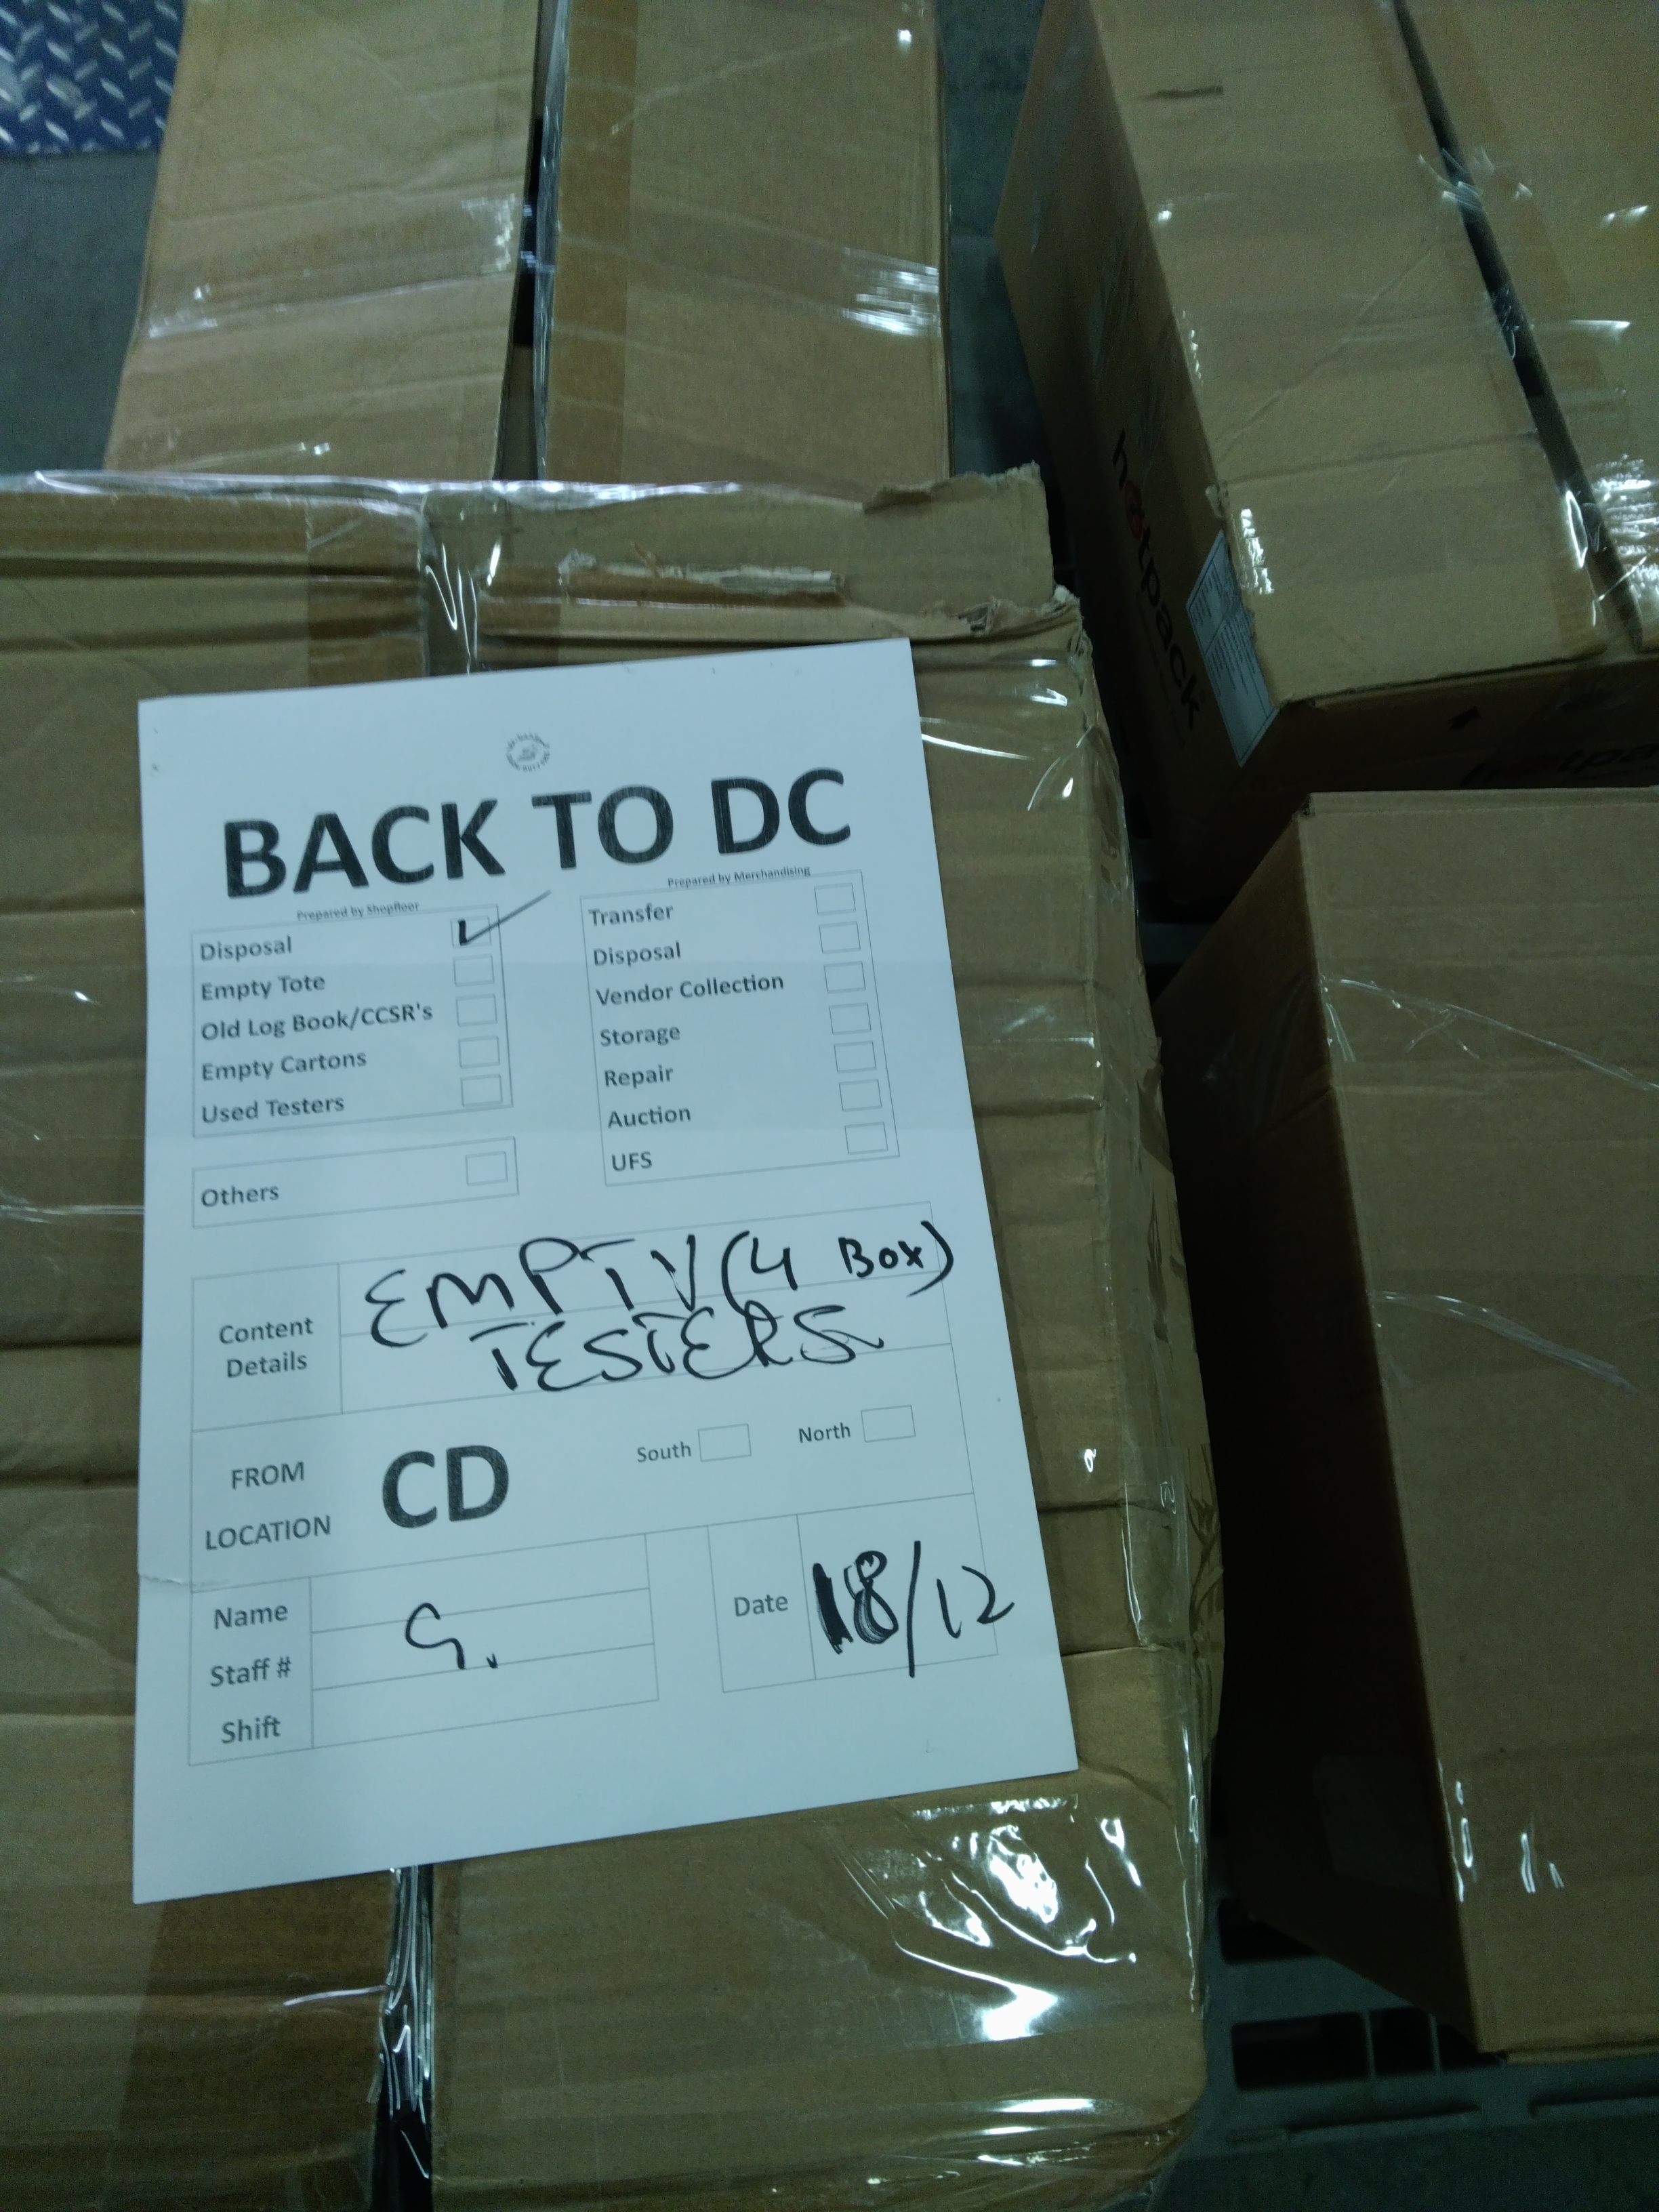 BACK TO DC
Prepared by Shopfloor
Disposal
Empty Tote
Old Log Book/CCSR's
Empty Cartons
Used Testers
Others
Prepared by Merchandising
Transfer
Disposal
Vendor Collection
Storage
Repair
Auction
UFS
Content
Details
EMPTY (4 BOX)
TESTERS
FROM
LOCATION
CD
South
North
Name
Staff #
Shift
Date
18/12
hotpack